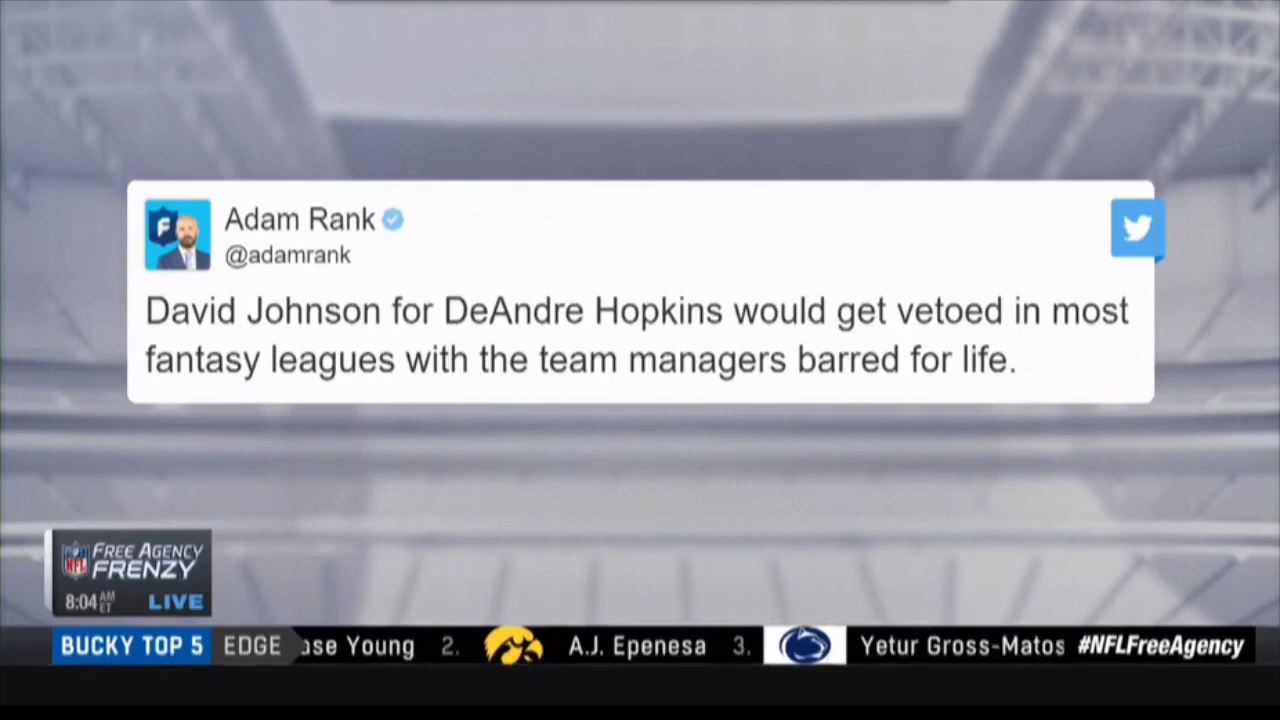 Adam Rank
@adamrank
David Johnson for DeAndre Hopkins would get vetoed in most
fantasy leagues with the team managers barred for life.
NFL
FREE AGENCY
FRENZY
8:04 AM ET LIVE
BUCKY TOP 5 EDGE ase Young 2. A.J. Epenesa 3. Yetur Gross-Matos #NFLFreeAgency